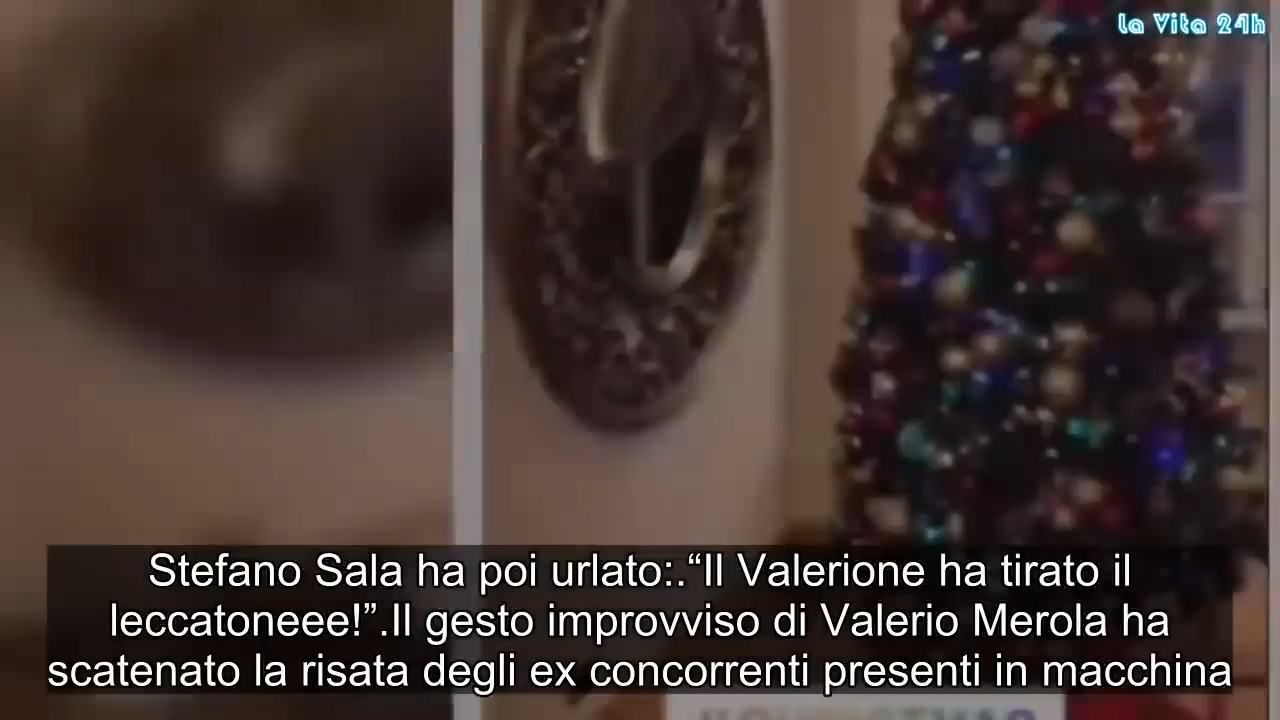 La Vita 24h
Stefano Sala ha poi urlato:.“Il Valerione ha tirato il
leccatoneee!”.Il gesto improvviso di Valerio Merola ha
scatenato la risata degli ex concorrenti presenti in macchina